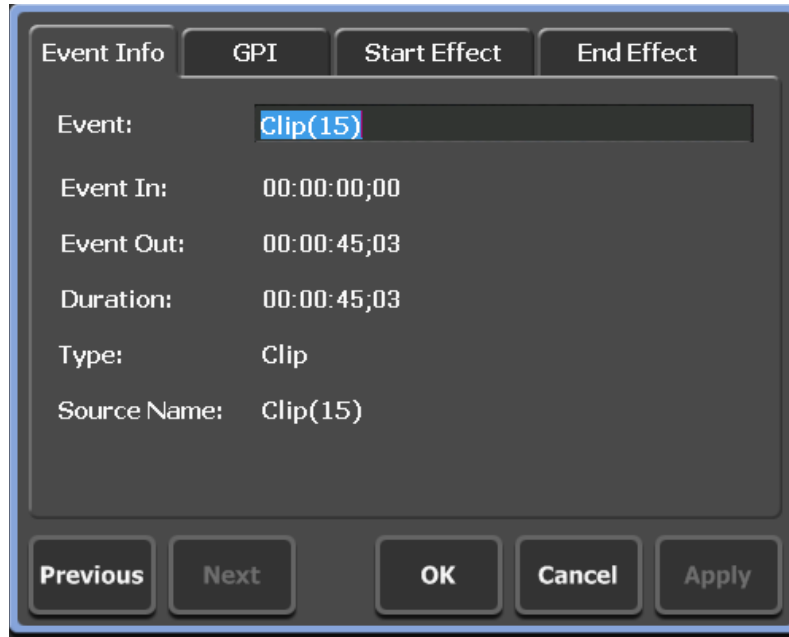 Event Info GPI Start Effect End Effect
Event: Clip(15)
Event In: 00:00:00;00
Event Out: 00:00:45;03
Duration: 00:00:45;03
Type: Clip
Source Name: Clip(15)
Previous Next OK Cancel Apply